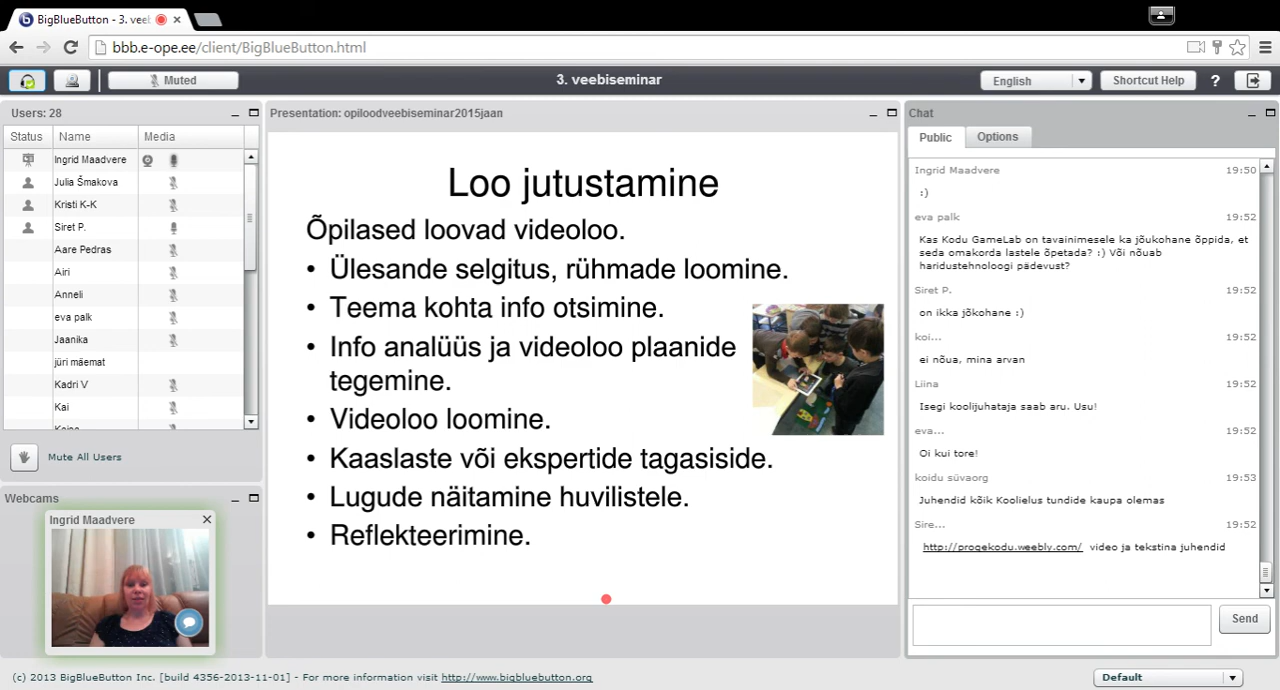 BigBlueButton - 3. veel
bbb.e-ope.ee/client/BigBlueButton.html
Muted
3. veebiseminar
English
Shortcut Help
?
Users: 28
Status Name Media
Ingrid Maadvere
Julia Šmakova
Kristi K-K
Siret P.
Aare Pedras
Airi
Anneli
eva palk
Jaanika
jüri mäemat
Kadri V
Kai
Mute All Users
Webcams
Ingrid Maadvere
Presentation: opiloodveebiseminar2015jaan
Loo jutustamine
Õpilased loovad videoloo.
• Ülesande selgitus, rühmade loomine.
• Teema kohta info otsimine.
• Info analüüs ja videoloo plaanide
tegemine.
• Videoloo loomine.
• Kaaslaste või ekspertide tagasiside.
• Lugude näitamine huvilistele.
• Reflekteerimine.
Chat
Public Options
Ingrid Maadvere 19:50
:)
eva palk 19:52
Kas Kodu GameLab on tavainimesele ka jõukohane õppida, et
seda omakorda lastele õpetada? :) Või nõuab
haridustehnoloogi pädevust?
Siret P. 19:52
on ikka jõkohane :)
koi... 19:52
ei nõua, mina arvan
Liina 19:52
Isegi koolijuhataja saab aru. Usu!
eva... 19:52
Oi kui tore!
koidu süvaorg 19:53
Juhendid kõik Koolielus tundide kaupa olemas
Sire... 19:52
http://progekodu.weebly.com/ video ja tekstina juhendid
Send
(c) 2013 BigBlueButton Inc. [build 4356-2013-11-01] - For more information visit http://www.bigbluebutton.org
Default